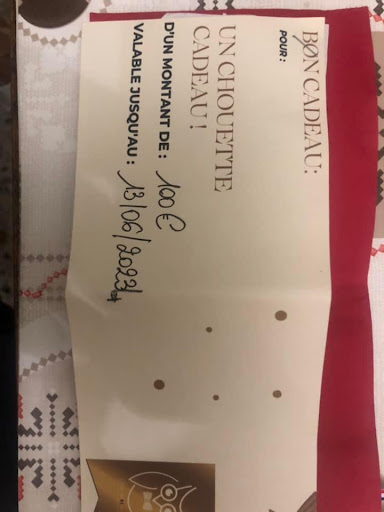 BON CADEAU:
POUR :
UN CHOUETTE
CADEAU !
D'UN MONTANT DE : 100 €
VALABLE JUSQU'AU : 13/06/2023